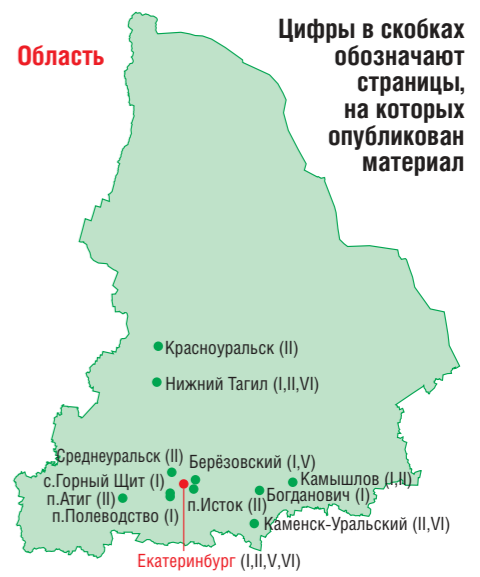 Область
Цифры в скобках
обозначают
страницы,
на которых
опубликован
материал
Красноуральск (II)
Нижний Тагил (I,II,VI)
Среднеуральск (II)
Берёзовский (I,V)
с.Горный Щит (I)
Камышлов (I,II)
п.Атиг (II)
п.Исток (II)
Богданович (I)
п.Полеводство (I)
Каменск-Уральский (II,VI)
Екатеринбург (I,II,V,VI)